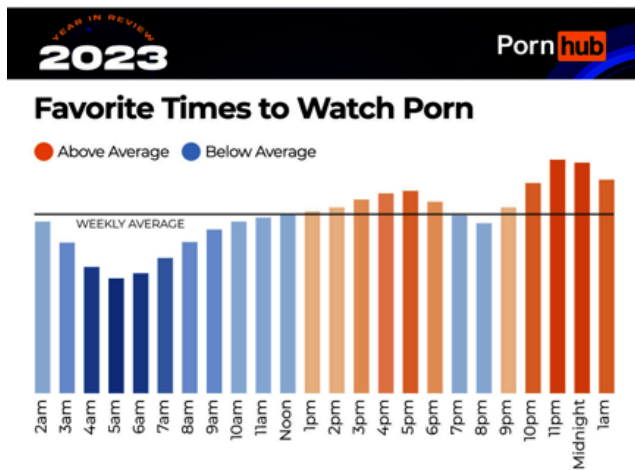 YEAR IN REVIEW
2023
Porn hub
Favorite Times to Watch Porn
Above Average Below Average
WEEKLY AVERAGE
2am 3am 4am 5am 6am 7am 8am 9am 10am 11am Noon 1pm 2pm 3pm 4pm 5pm 6pm 7pm 8pm 9pm 10pm 11pm Midnight 1am